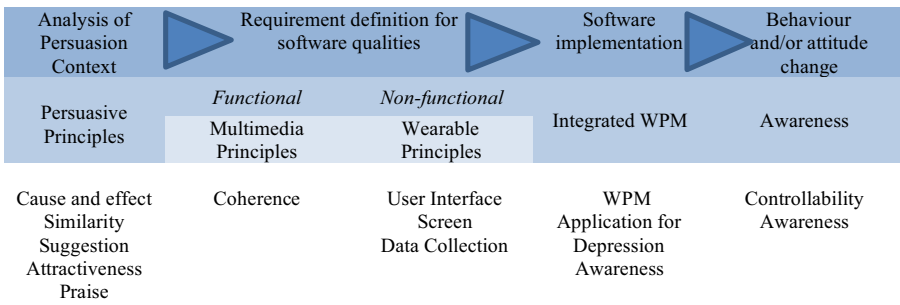 Analysis of
Persuasion
Context
Requirement definition for
software qualities
Software
implementation
Behaviour
and/or attitude
change
Persuasive
Principles
Functional
Multimedia
Principles
Non-functional
Wearable
Principles
Integrated WPM
Awareness
Cause and effect
Similarity
Suggestion
Attractiveness
Praise
Coherence
User Interface
Screen
Data Collection
WPM
Application for
Depression
Awareness
Controllability
Awareness